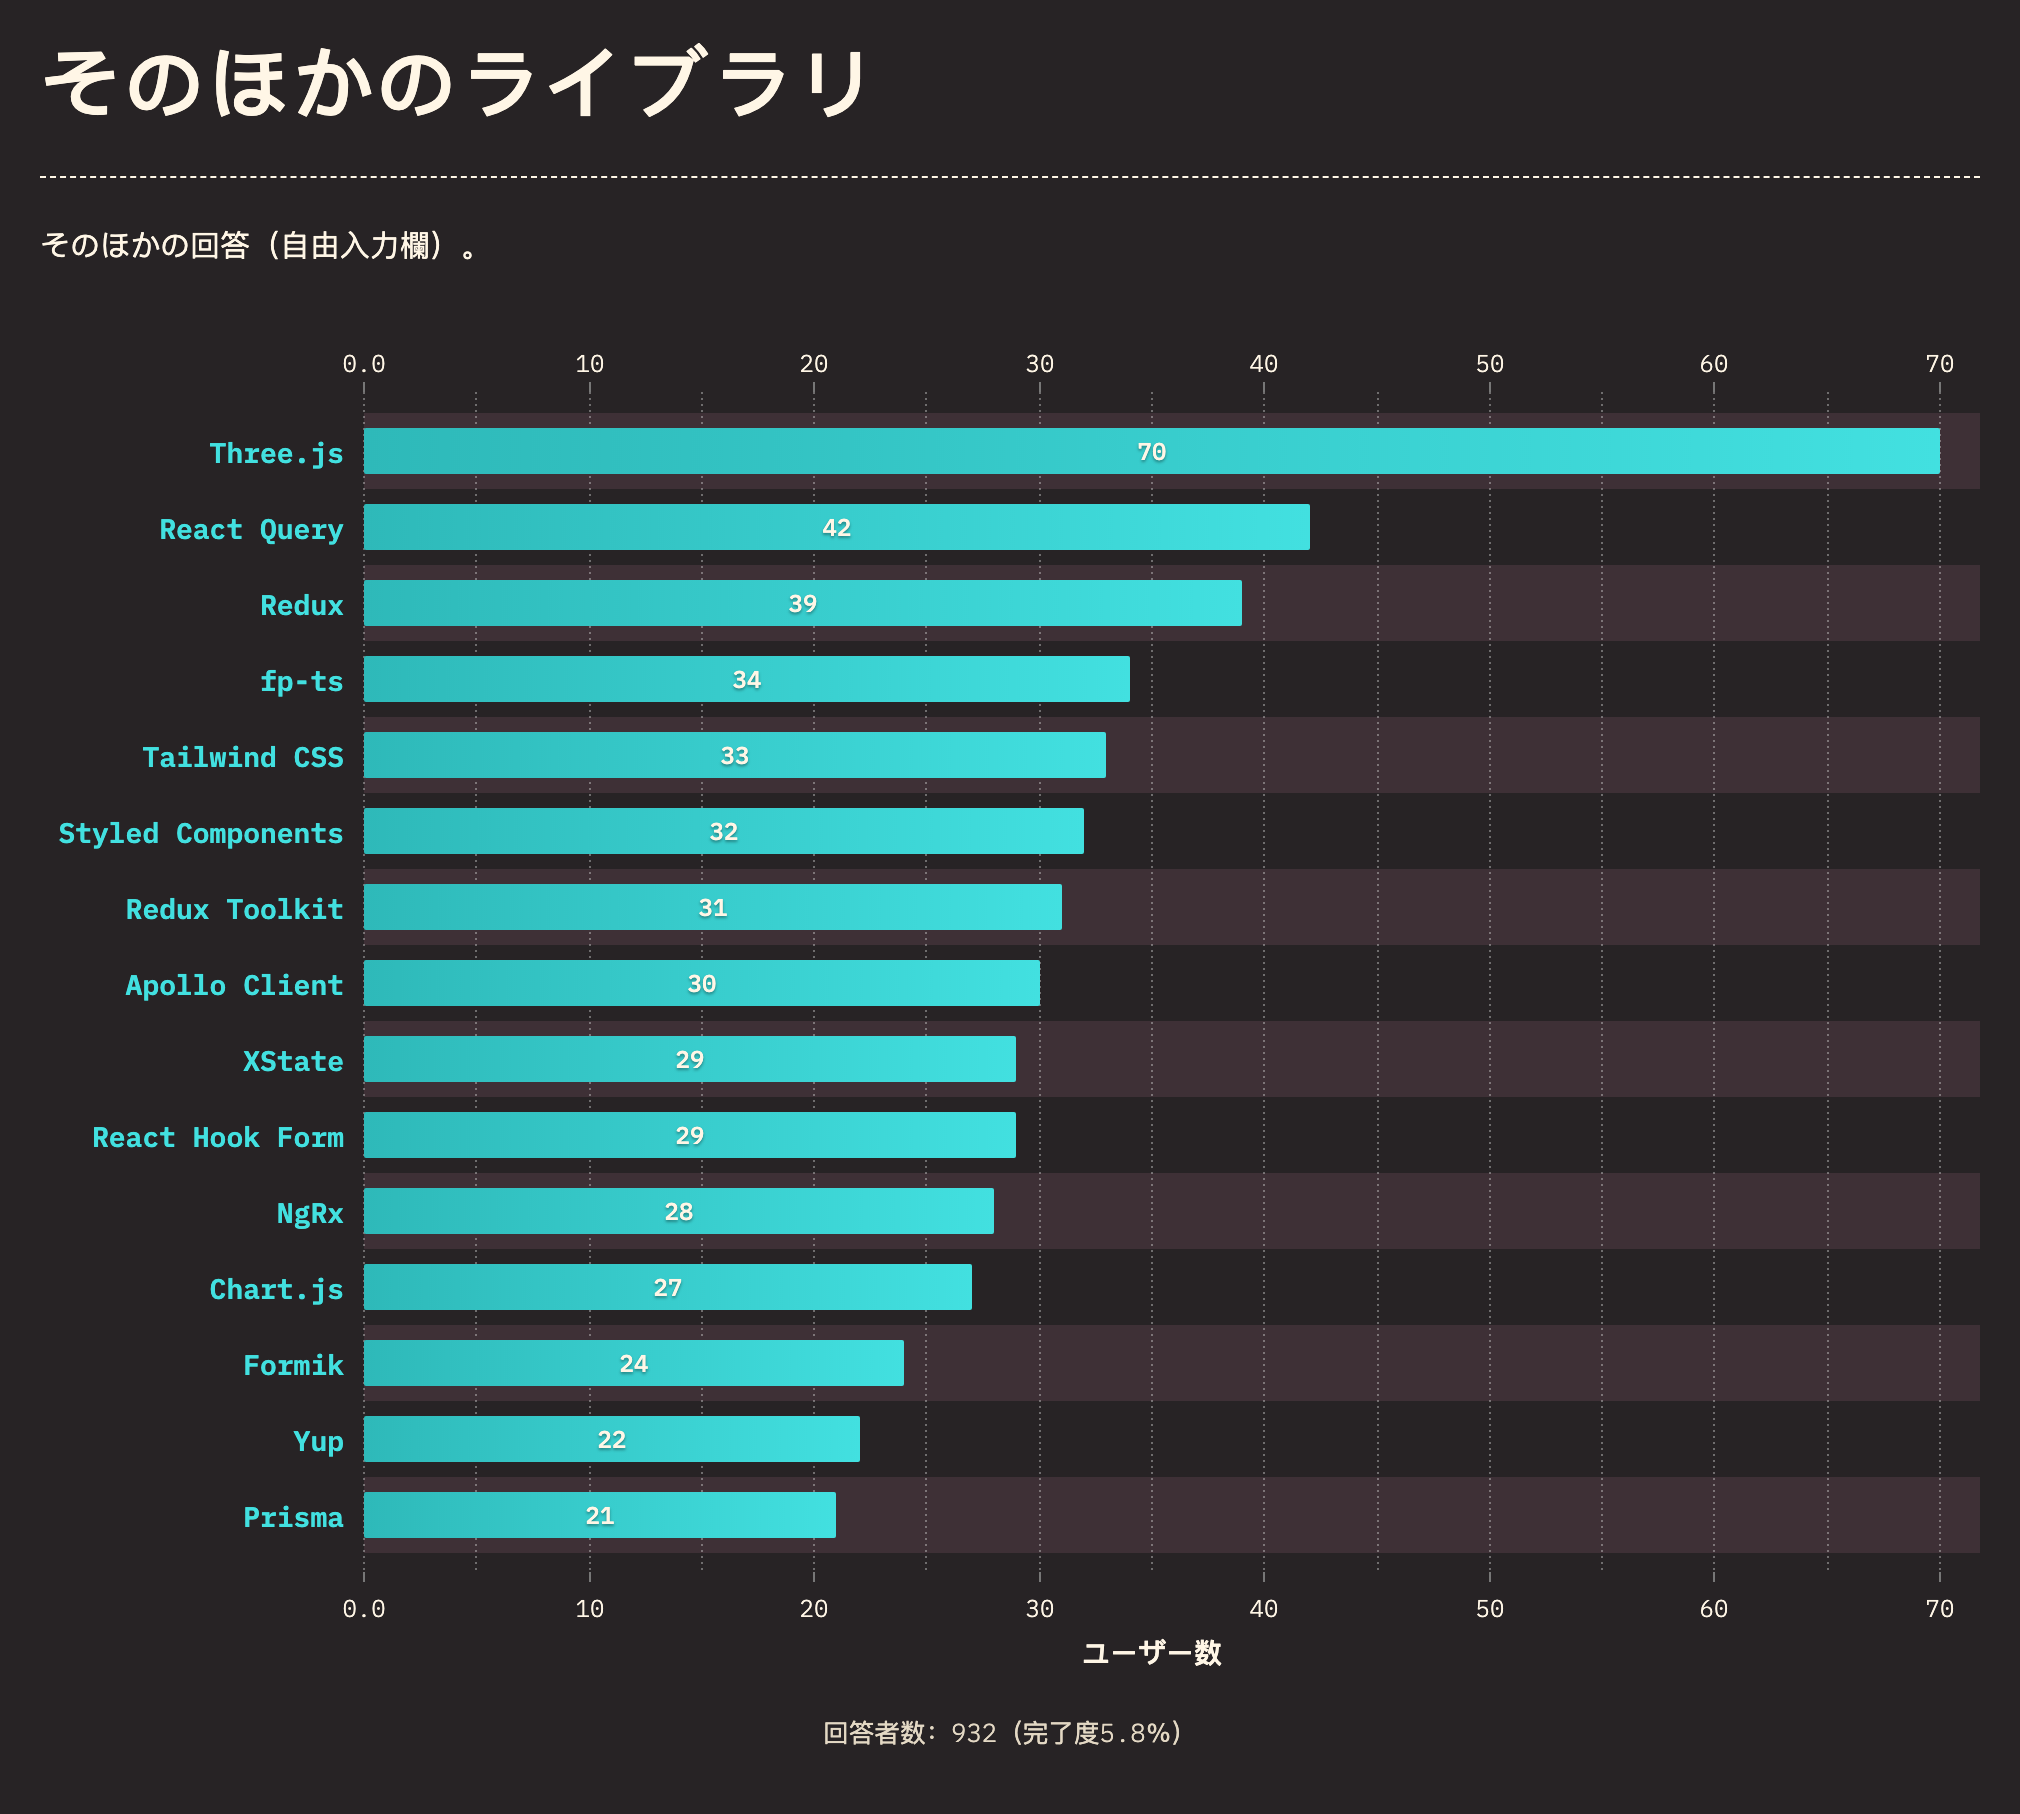 そのほかのライブラリ
そのほかの回答（自由入力欄）。
0.0 10 20 30 40 50 60 70
Three.js 70
React Query 42
Redux 39
fp-ts 34
Tailwind CSS 33
Styled Components 32
Redux Toolkit 31
Apollo Client 30
XState 29
React Hook Form 29
NgRx 28
Chart.js 27
Formik 24
Yup 22
Prisma 21
0.0 10 20 30 40 50 60 70
ユーザー数
回答者数：932（完了度5.8%）